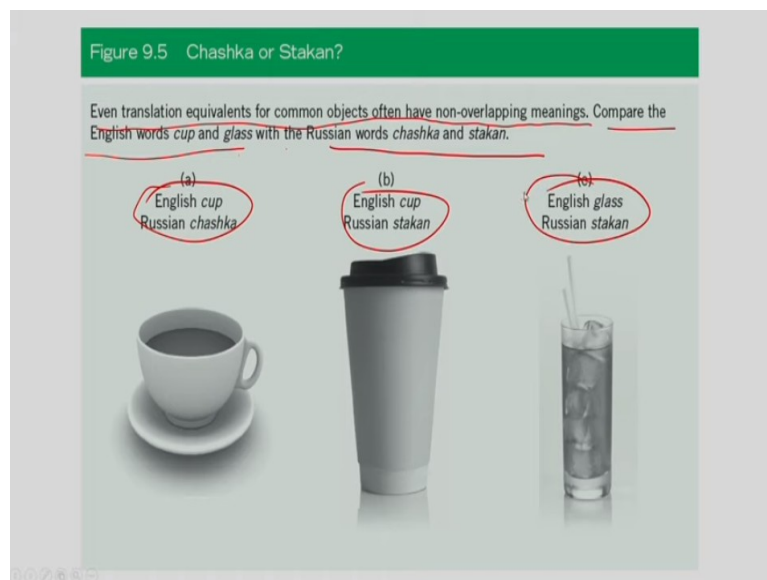 Figure 9.5 Chashka or Stakan?
Even translation equivalents for common objects often have non-overlapping meanings. Compare the
English words cup and glass with the Russian words chashka and stakan.
(a)
English cup
Russian chashka
(b)
English cup
Russian stakan
(c)
English glass
Russian stakan